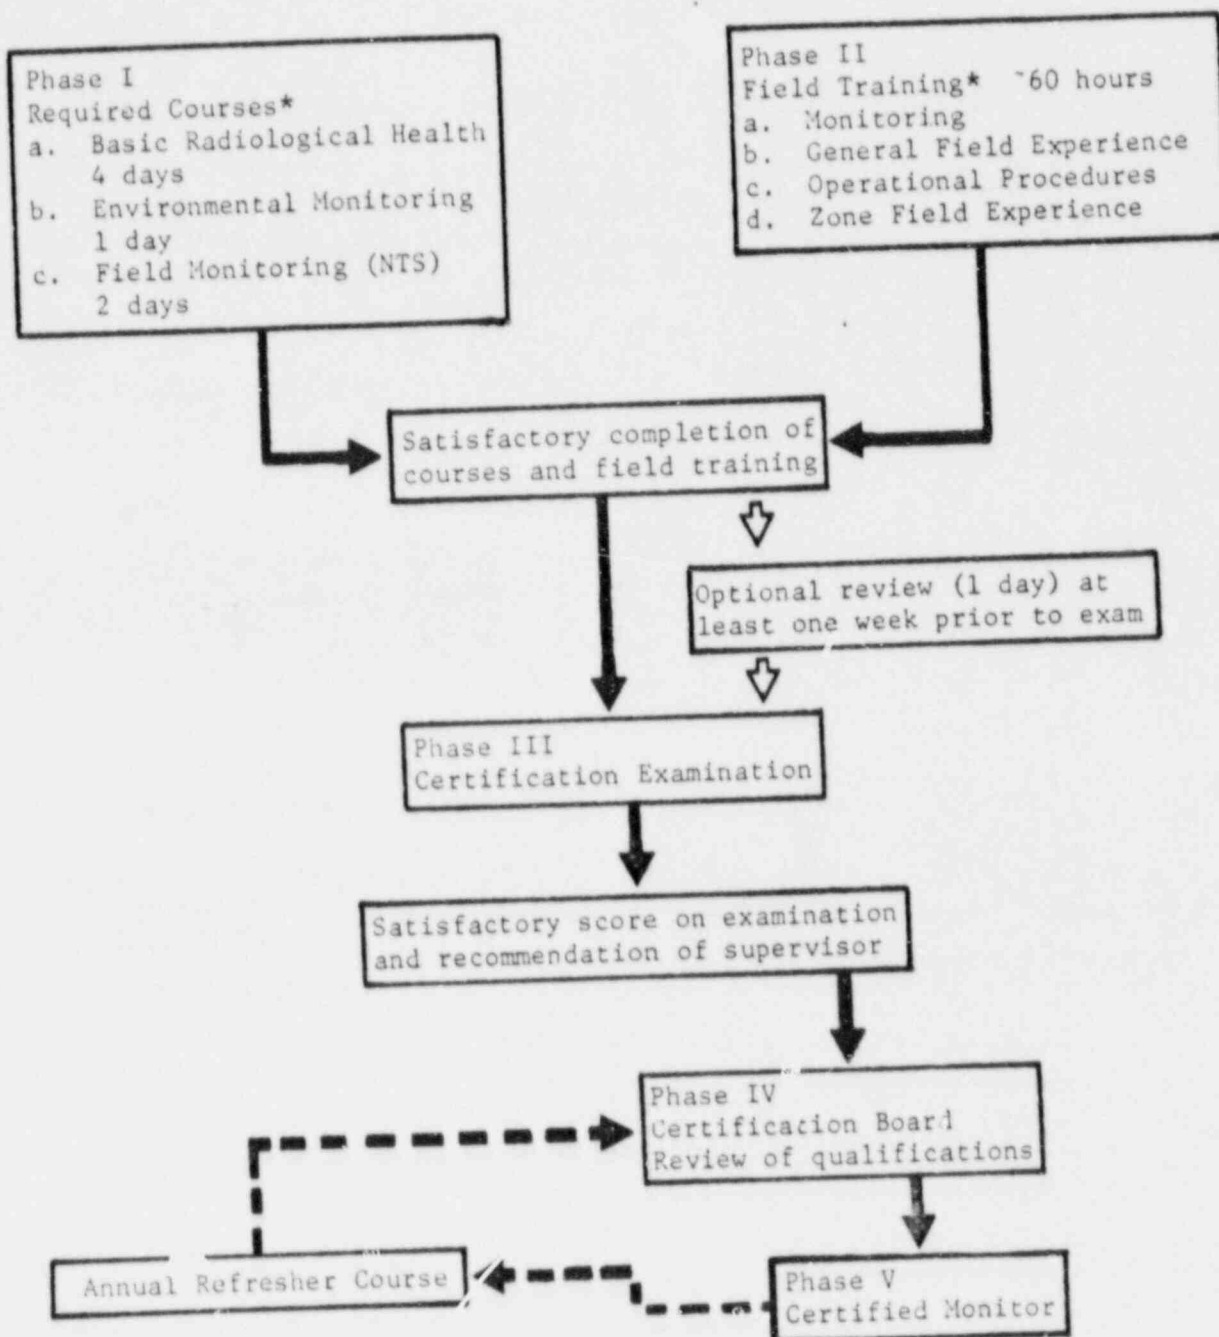 Phase I
Required Courses*
a. Basic Radiological Health
4 days
b. Environmental Monitoring
1 day
c. Field Monitoring (NTS)
2 days
Phase II
Field Training* ~60 hours
a. Monitoring
b. General Field Experience
c. Operational Procedures
d. Zone Field Experience
Satisfactory completion of
courses and field training
Optional review (1 day) at
least one week prior to exam
Phase III
Certification Examination
Satisfactory score on examination
and recommendation of supervisor
Phase IV
Certification Board
Review of qualifications
Annual Refresher Course
Phase V
Certified Monitor